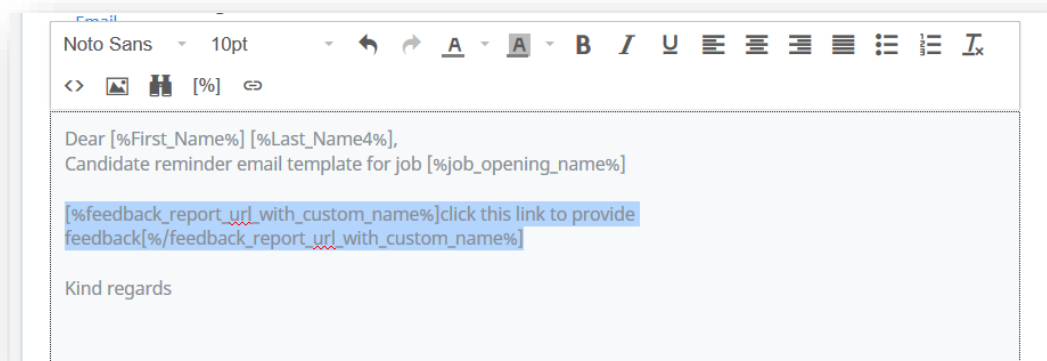 Email
Noto Sans 10pt A A B I U
[%]
Dear [%First_Name%] [%Last_Name4%],
Candidate reminder email template for job [%job_opening_name%]
[%feedback_report_url_with_custom_name%]click this link to provide
feedback[%/feedback_report_url_with_custom_name%]
Kind regards